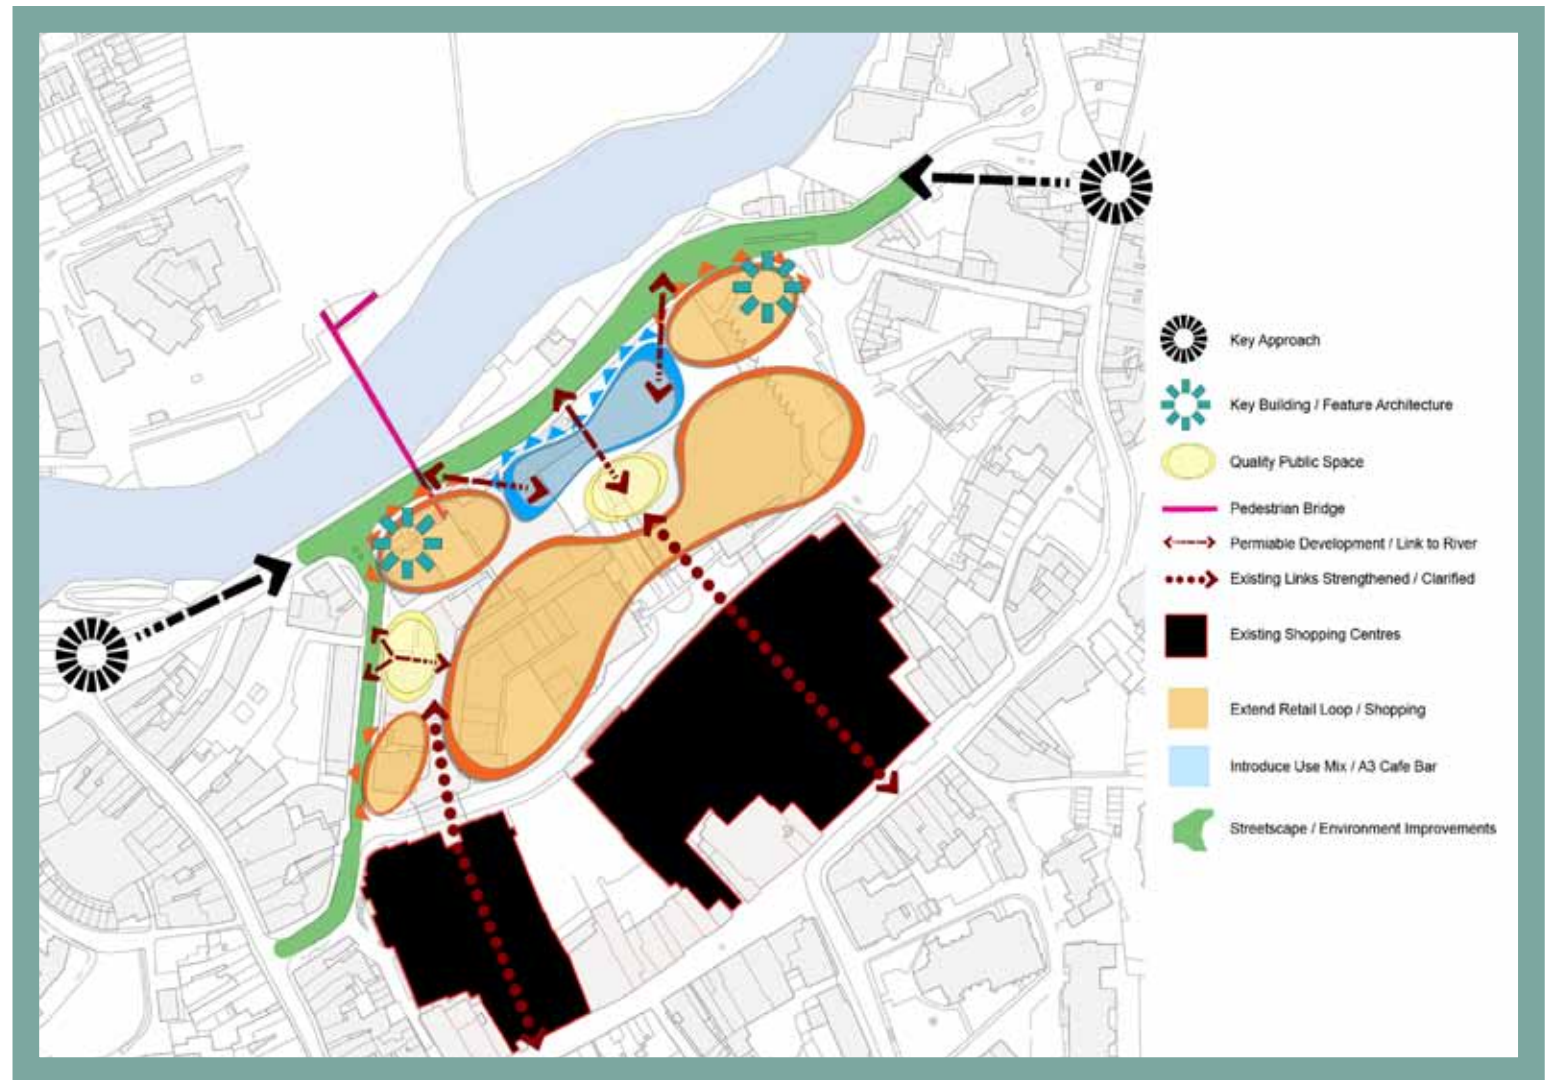 Key Approach
Key Building / Feature Architecture
Quality Public Space
Pedestrian Bridge
Permiable Development / Link to River
Existing Links Strengthened / Clarified
Existing Shopping Centres
Extend Retail Loop / Shopping
Introduce Use Mix / A3 Cafe Bar
Streetscape / Environment Improvements